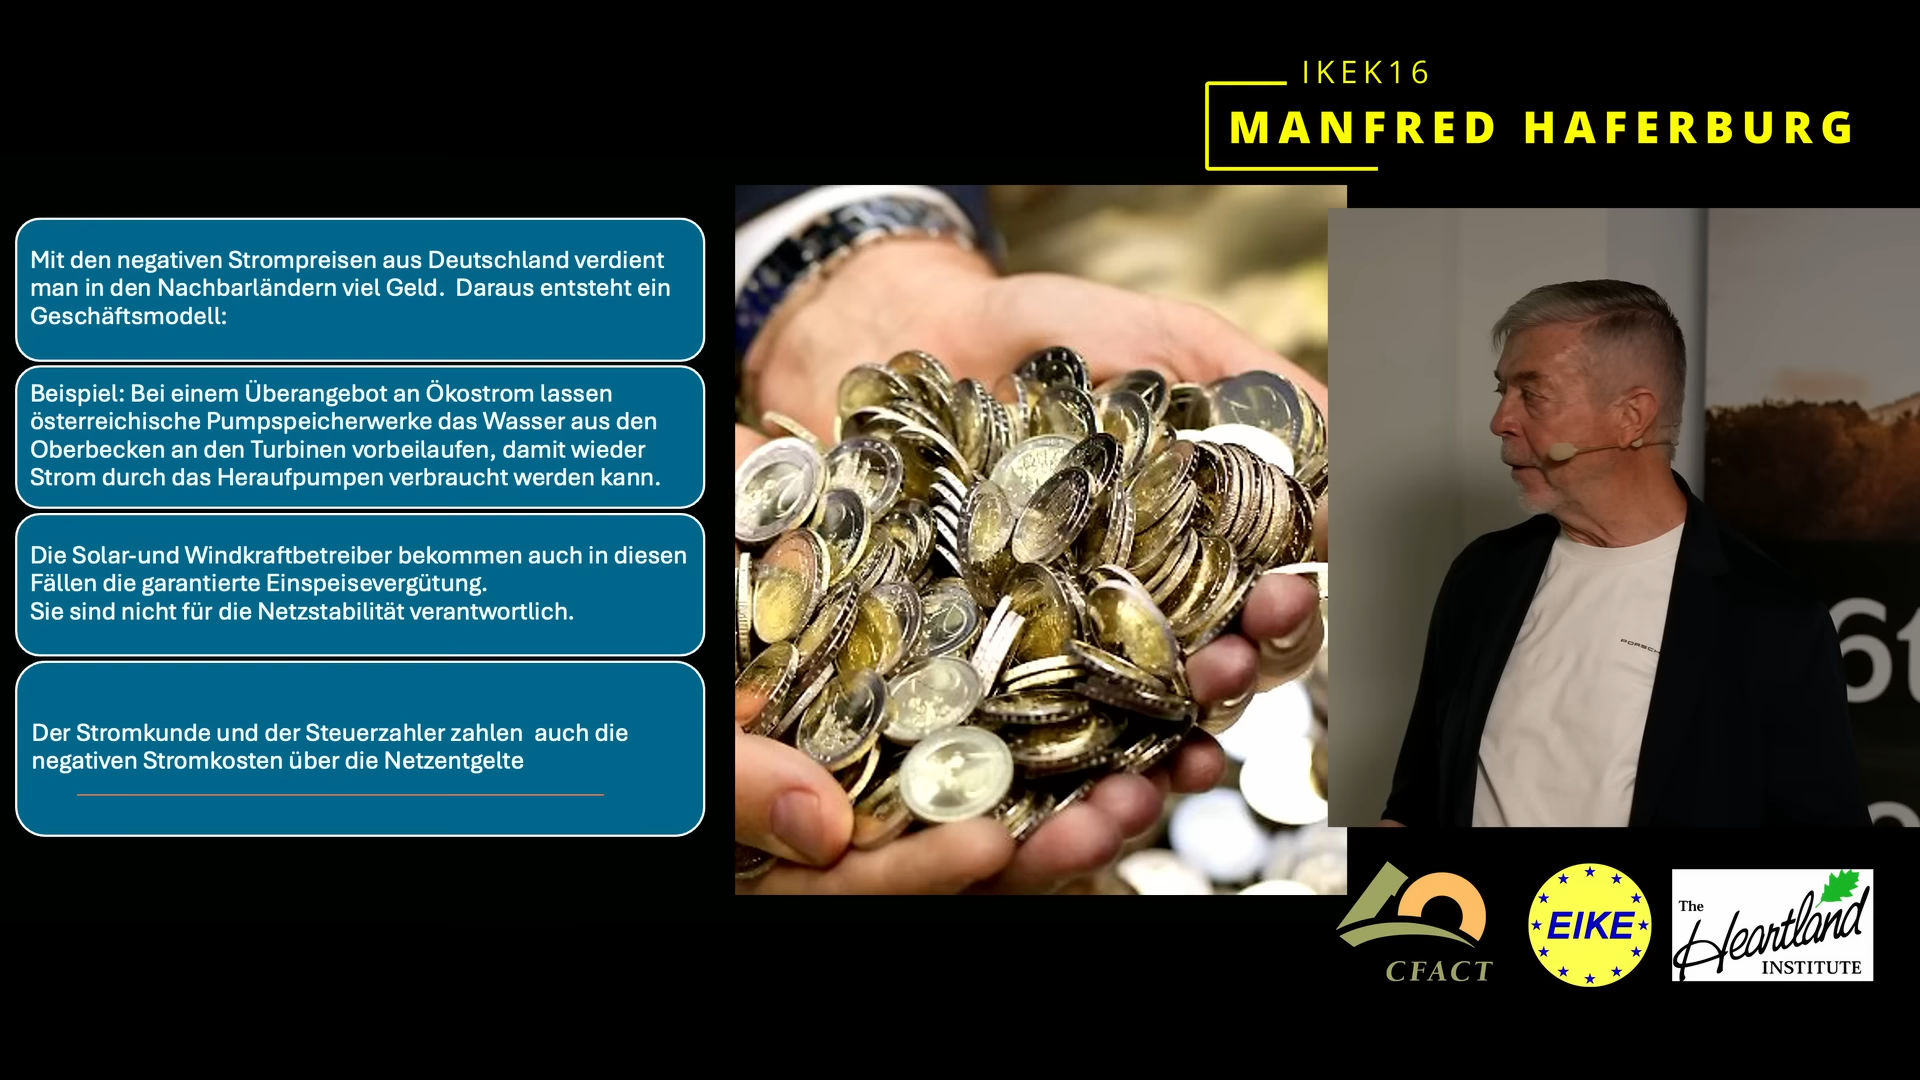 IKEK16
MANFRED HAFERBURG
Mit den negativen Strompreisen aus Deutschland verdient
man in den Nachbarländern viel Geld.  Daraus entsteht ein
Geschäftsmodell:
Beispiel: Bei einem Überangebot an Ökostrom lassen
österreichische Pumpspeicherwerke das Wasser aus den
Oberbecken an den Turbinen vorbeilaufen, damit wieder
Strom durch das Heraufpumpen verbraucht werden kann.
Die Solar-und Windkraftbetreiber bekommen auch in diesen
Fällen die garantierte Einspeisevergütung.
Sie sind nicht für die Netzstabilität verantwortlich.
Der Stromkunde und der Steuerzahler zahlen  auch die
negativen Stromkosten über die Netzentgelte
PORSCH
6t
CFACT
EIKE
The
Heartland
INSTITUTE